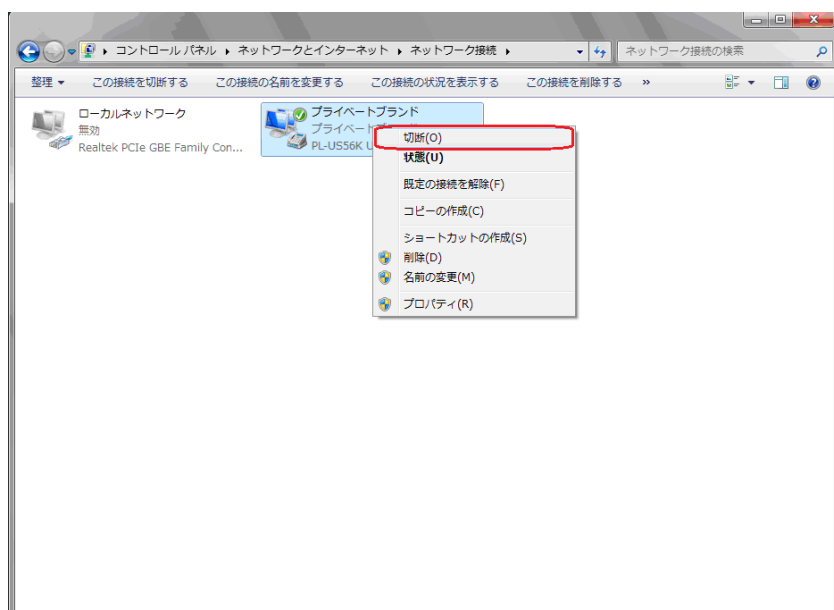 コントロール パネル ▸ ネットワークとインターネット ▸ ネットワーク接続 ▸
ネットワーク接続の検索
整理 この接続を切断する この接続の名前を変更する この接続の状況を表示する この接続を削除する »
ローカルネットワーク
無効
Realtek PCIe GBE Family Con...
プライベートブランド
PL-US56K U
切断(O)
状態(U)
既定の接続を解除(F)
コピーの作成(C)
ショートカットの作成(S)
削除(D)
名前の変更(M)
プロパティ(R)